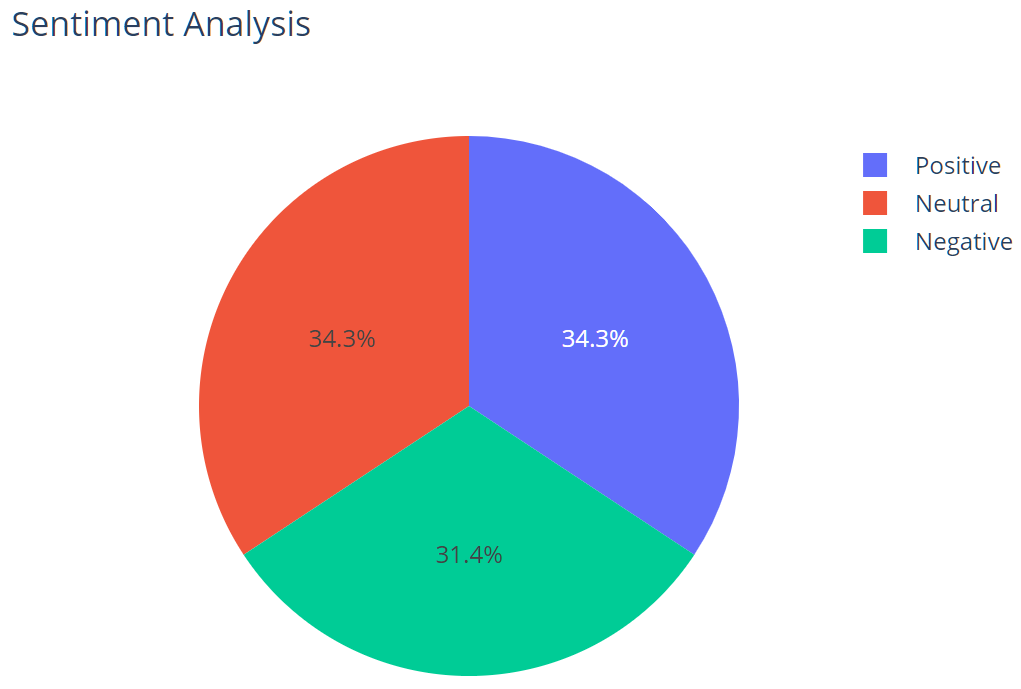 Sentiment Analysis
Positive
Neutral
Negative
34.3%
34.3%
31.4%